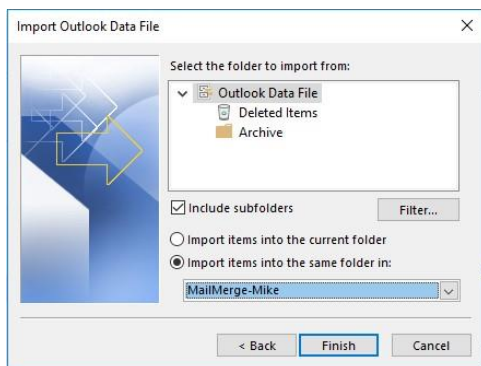 Import Outlook Data File
Select the folder to import from:
Outlook Data File
Deleted Items
Archive
Include subfolders
Filter...
Import items into the current folder
Import items into the same folder in:
MailMerge-Mike
< Back
Finish
Cancel